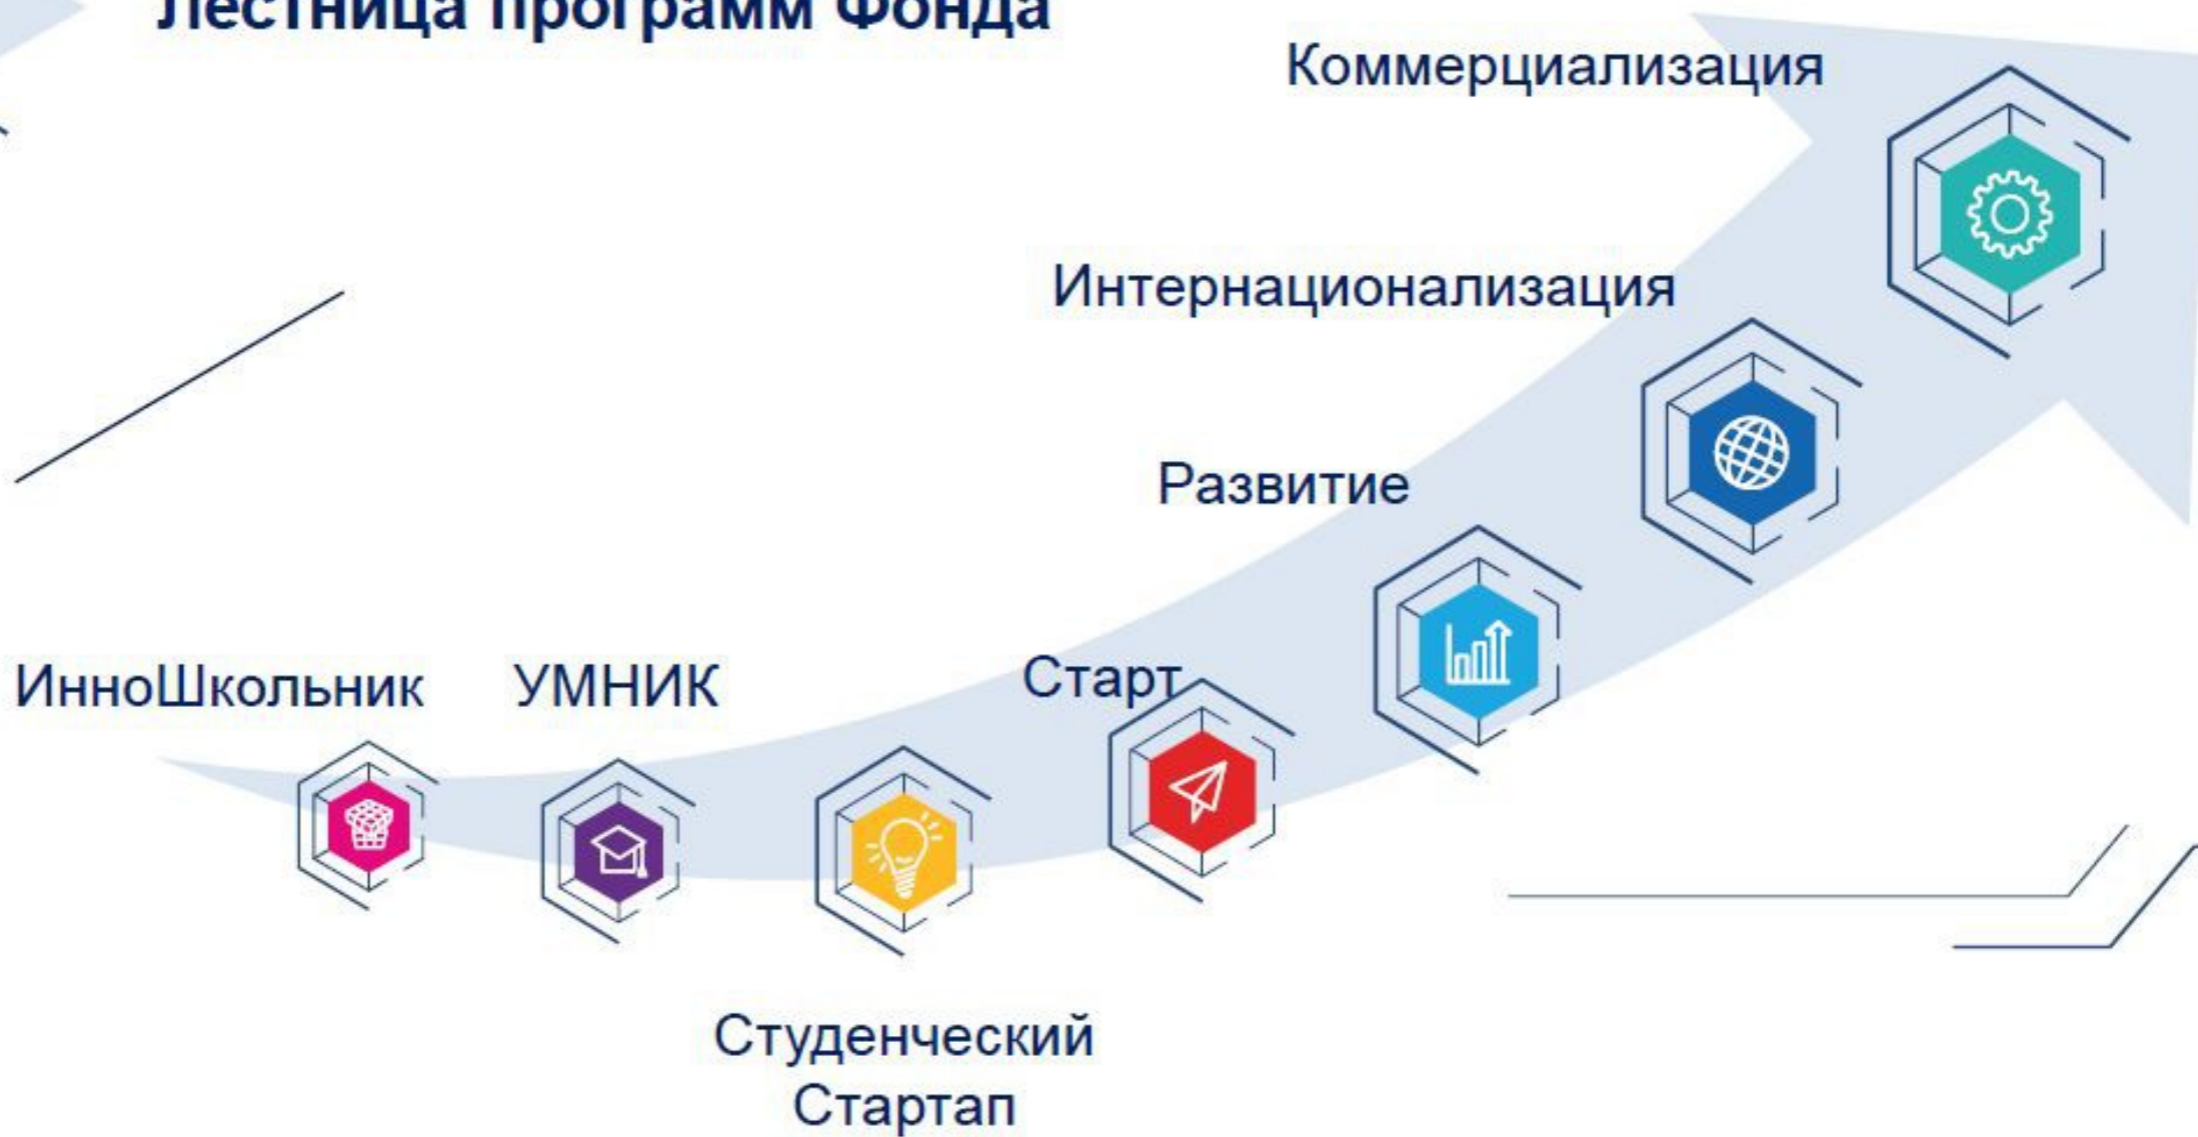 Лестница программ Фонда
Коммерциализация
Интернационализация
Развитие
Старт
ИнноШкольник
УМНИК
Студенческий
Стартап